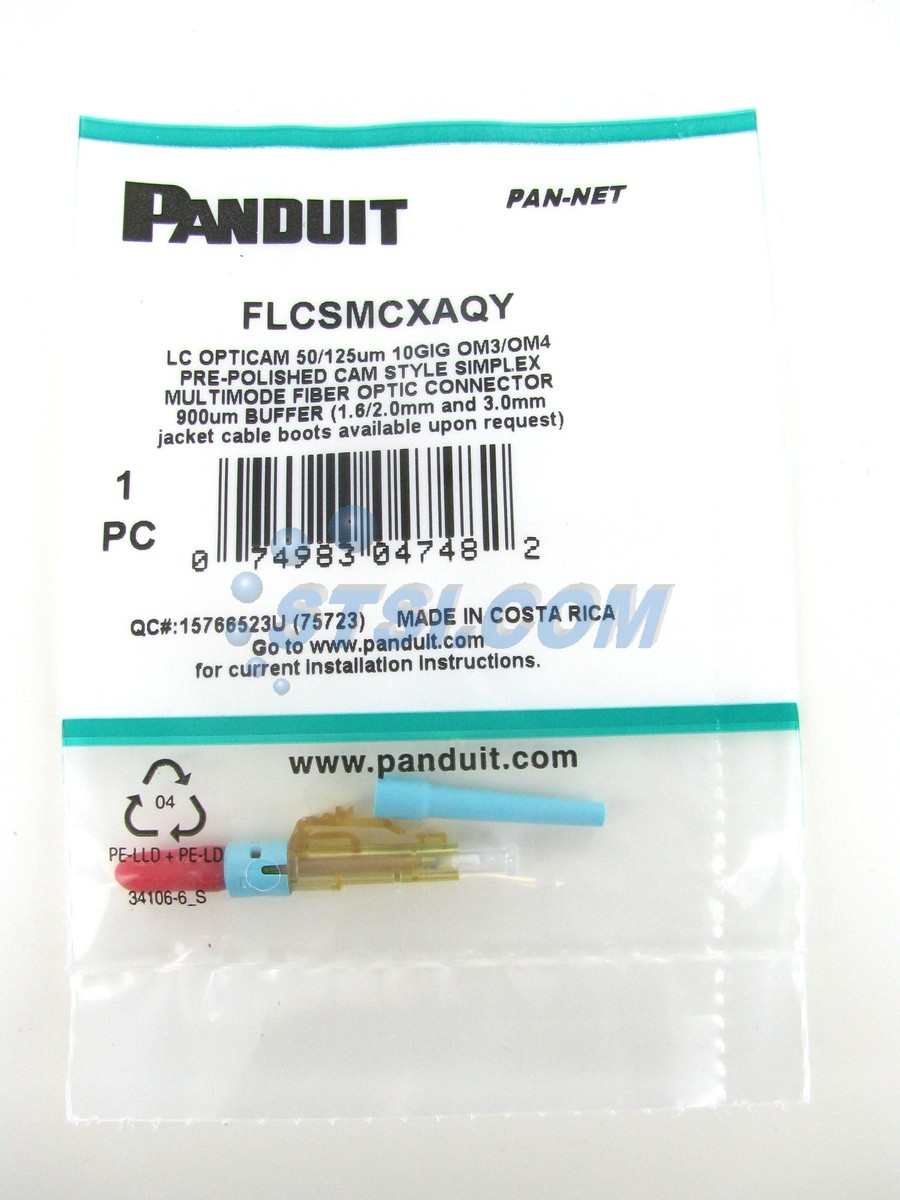 PANDUIT
PAN-NET
FLCSMCXAQY
LC OPTICAM 50/125um 10GIG OM3/OM4
PRE-POLISHED CAM STYLE SIMPLEX
MULTIMODE FIBER OPTIC CONNECTOR
900um BUFFER (1.6/2.0mm and 3.0mm
jacket cable boots available upon request)
1
PC
0 74983 04748 2
STSI.COM
QC#:15766523U (75723) MADE IN COSTA RICA
Go to www.panduit.com
for current installation instructions.
www.panduit.com
04
PE-LLD + PE-LD
34106-6_S